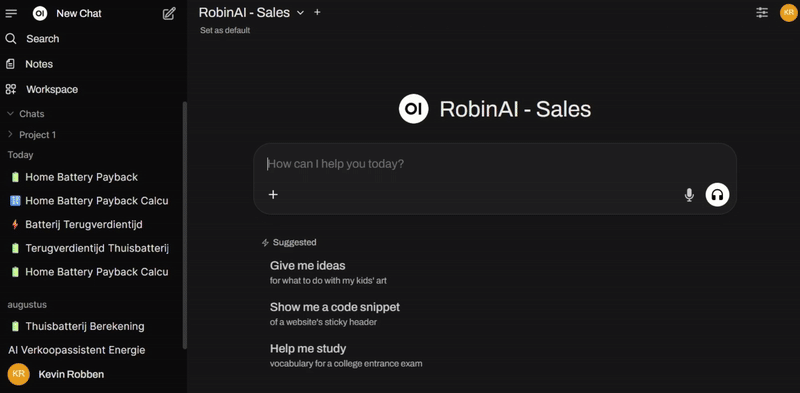 OI New Chat
Search
Notes
Workspace
Chats
Project 1
Today
Home Battery Payback
Home Battery Payback Calcu
Batterij Terugverdientijd
Terugverdientijd Thuisbatterij
Home Battery Payback Calcu
augustus
Thuisbatterij Berekening
AI Verkoopassistent Energie
KR Kevin Robben
RobinAI - Sales
Set as default
KR
OI RobinAI - Sales
How can I help you today?
Suggested
Give me ideas
for what to do with my kids' art
Show me a code snippet
of a website's sticky header
Help me study
vocabulary for a college entrance exam